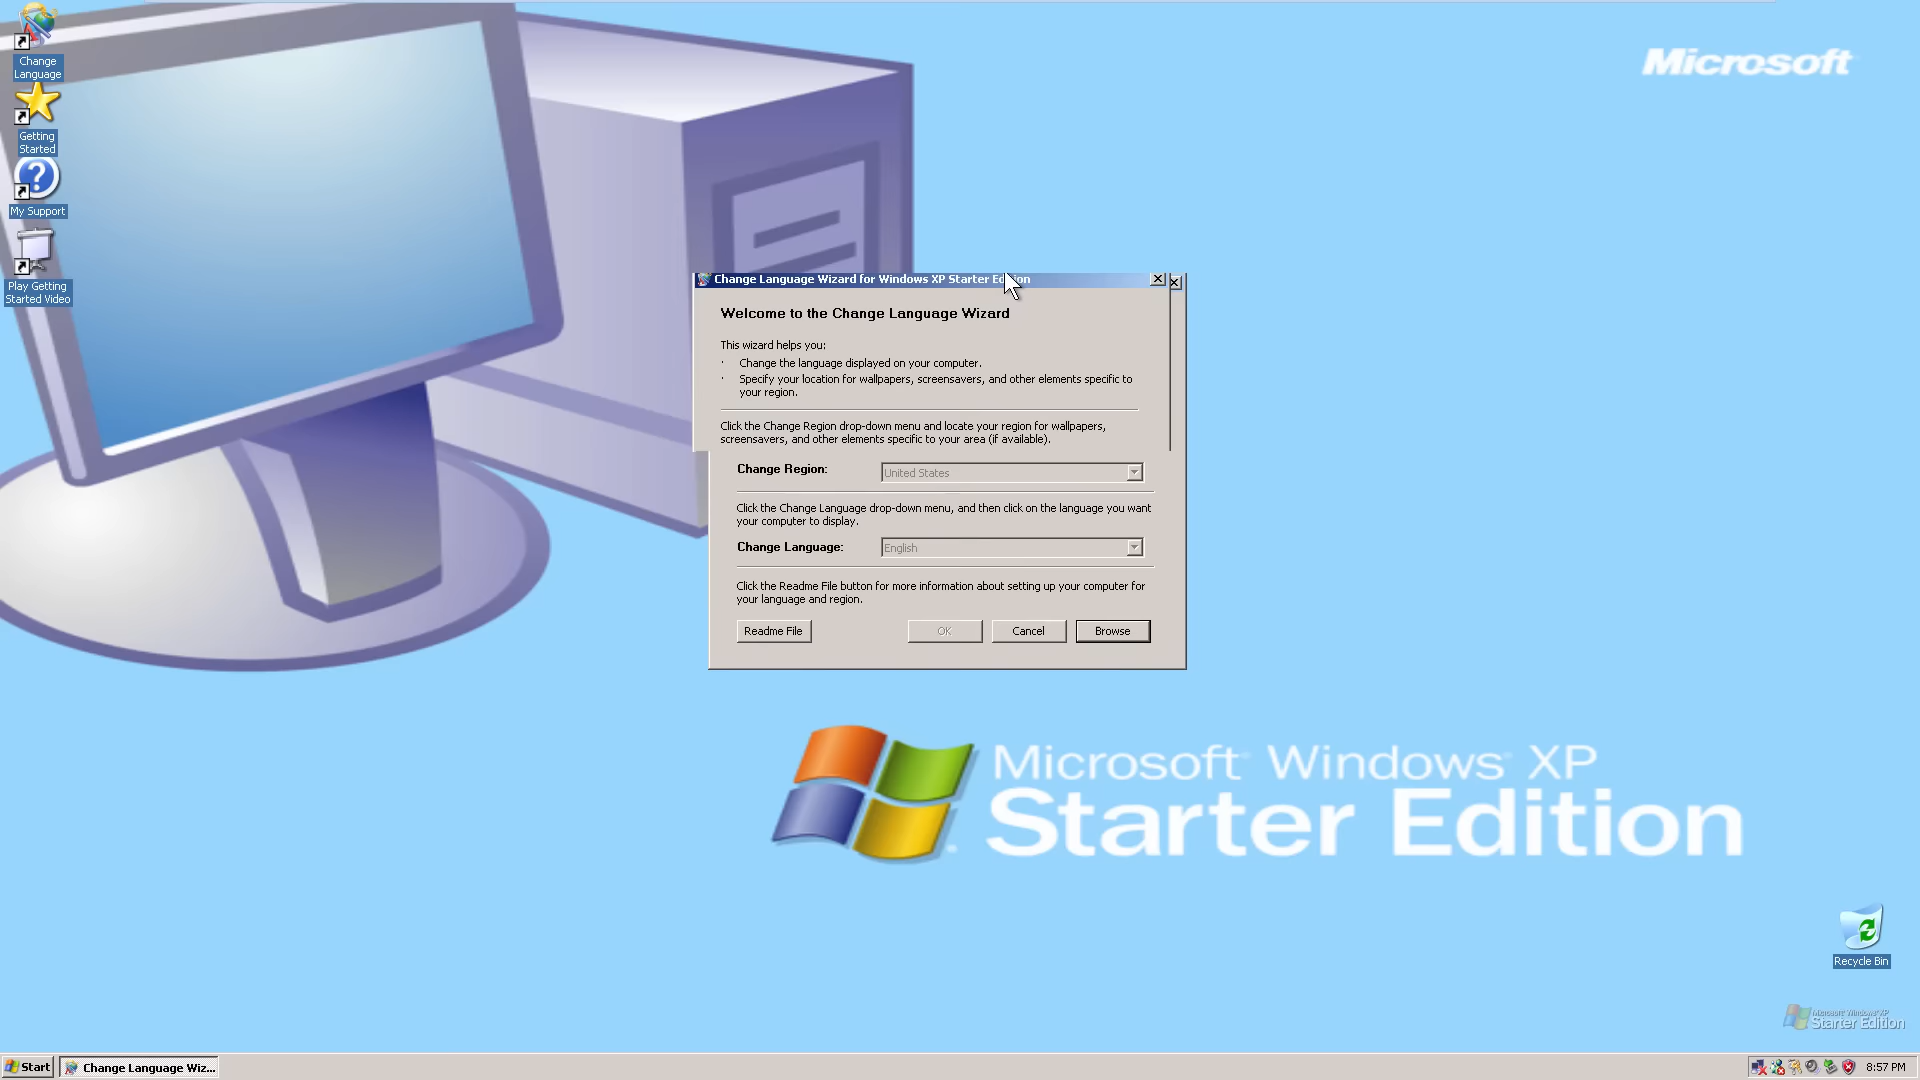 Change
Language
Getting
Started
My Support
Play Getting
Started Video
Microsoft
Change Language Wizard for Windows XP Starter Edition
Welcome to the Change Language Wizard
This wizard helps you:
· Change the language displayed on your computer.
· Specify your location for wallpapers, screensavers, and other elements specific to
your region.
Click the Change Region drop-down menu and locate your region for wallpapers,
screensavers, and other elements specific to your area (if available).
Change Region: United States
Click the Change Language drop-down menu, and then click on the language you want
your computer to display.
Change Language: English
Click the Readme File button for more information about setting up your computer for
your language and region.
Readme File OK Cancel Browse
Microsoft Windows XP
Starter Edition
Recycle Bin
Microsoft Windows XP
Starter Edition
Start Change Language Wiz... 8:57 PM